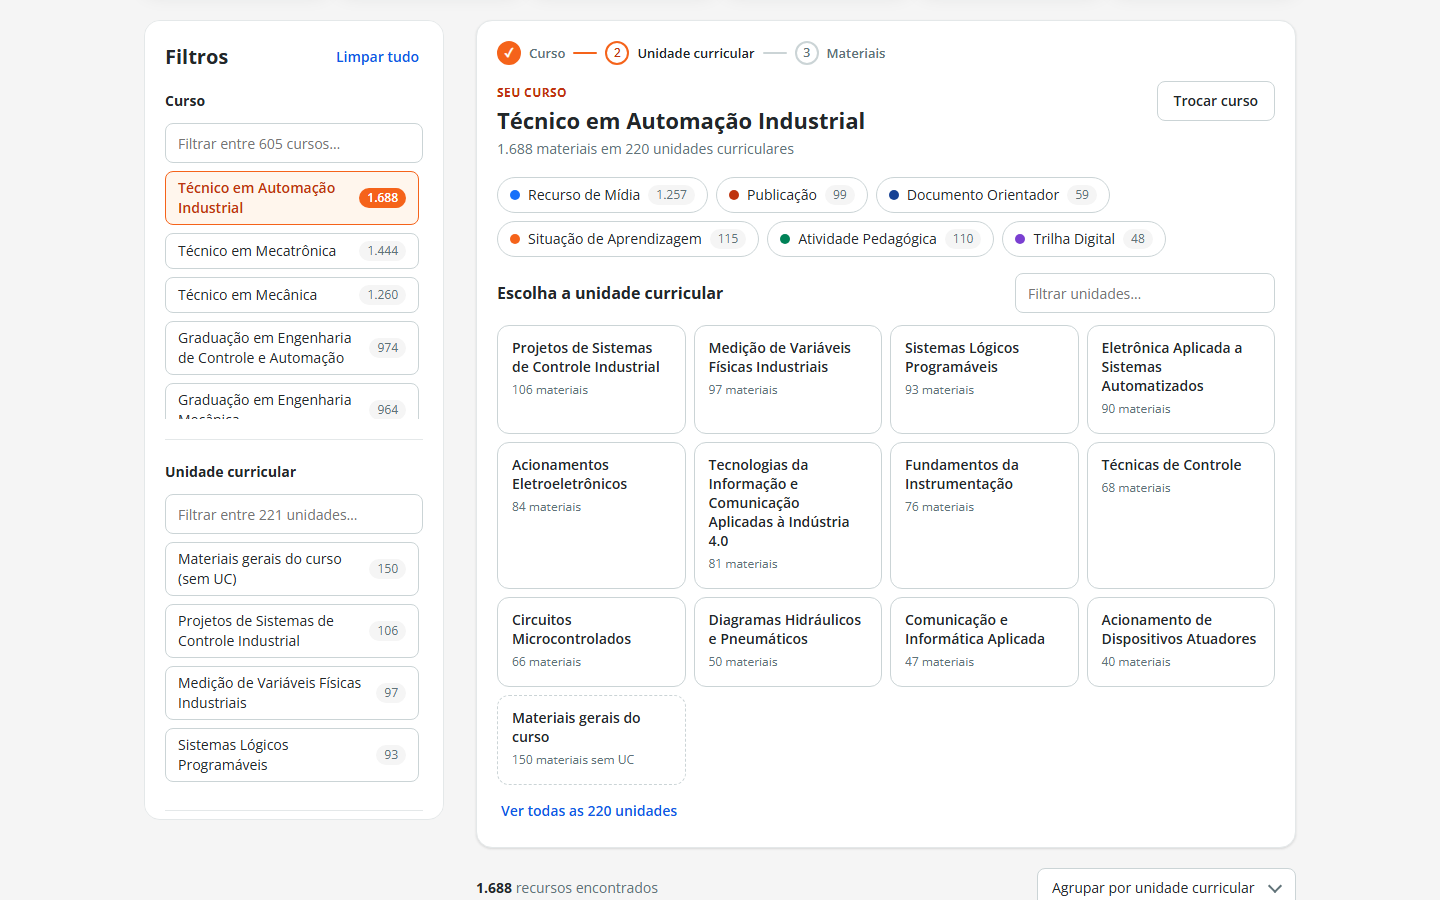 Filtros
Limpar tudo
Curso
Filtrar entre 605 cursos...
Técnico em Automação
Industrial
1.688
Técnico em Mecatrônica
1.444
Técnico em Mecânica
1.260
Graduação em Engenharia
de Controle e Automação
974
Graduação em Engenharia
Mecânica
964
Unidade curricular
Filtrar entre 221 unidades...
Materiais gerais do curso
(sem UC)
150
Projetos de Sistemas de
Controle Industrial
106
Medição de Variáveis Físicas
Industriais
97
Sistemas Lógicos
Programáveis
93
Curso
2 Unidade curricular
3 Materiais
SEU CURSO
Técnico em Automação Industrial
1.688 materiais em 220 unidades curriculares
Trocar curso
Recurso de Mídia 1.257
Publicação 99
Documento Orientador 59
Situação de Aprendizagem 115
Atividade Pedagógica 110
Trilha Digital 48
Escolha a unidade curricular
Filtrar unidades...
Projetos de Sistemas
de Controle Industrial
106 materiais
Medição de Variáveis
Físicas Industriais
97 materiais
Sistemas Lógicos
Programáveis
93 materiais
Eletrônica Aplicada a
Sistemas
Automatizados
90 materiais
Acionamentos
Eletroeletrônicos
84 materiais
Tecnologias da
Informação e
Comunicação
Aplicadas à Indústria
4.0
81 materiais
Fundamentos da
Instrumentação
76 materiais
Técnicas de Controle
68 materiais
Circuitos
Microcontrolados
66 materiais
Diagramas Hidráulicos
e Pneumáticos
50 materiais
Comunicação e
Informática Aplicada
47 materiais
Acionamento de
Dispositivos Atuadores
40 materiais
Materiais gerais do
curso
150 materiais sem UC
Ver todas as 220 unidades
1.688 recursos encontrados
Agrupar por unidade curricular